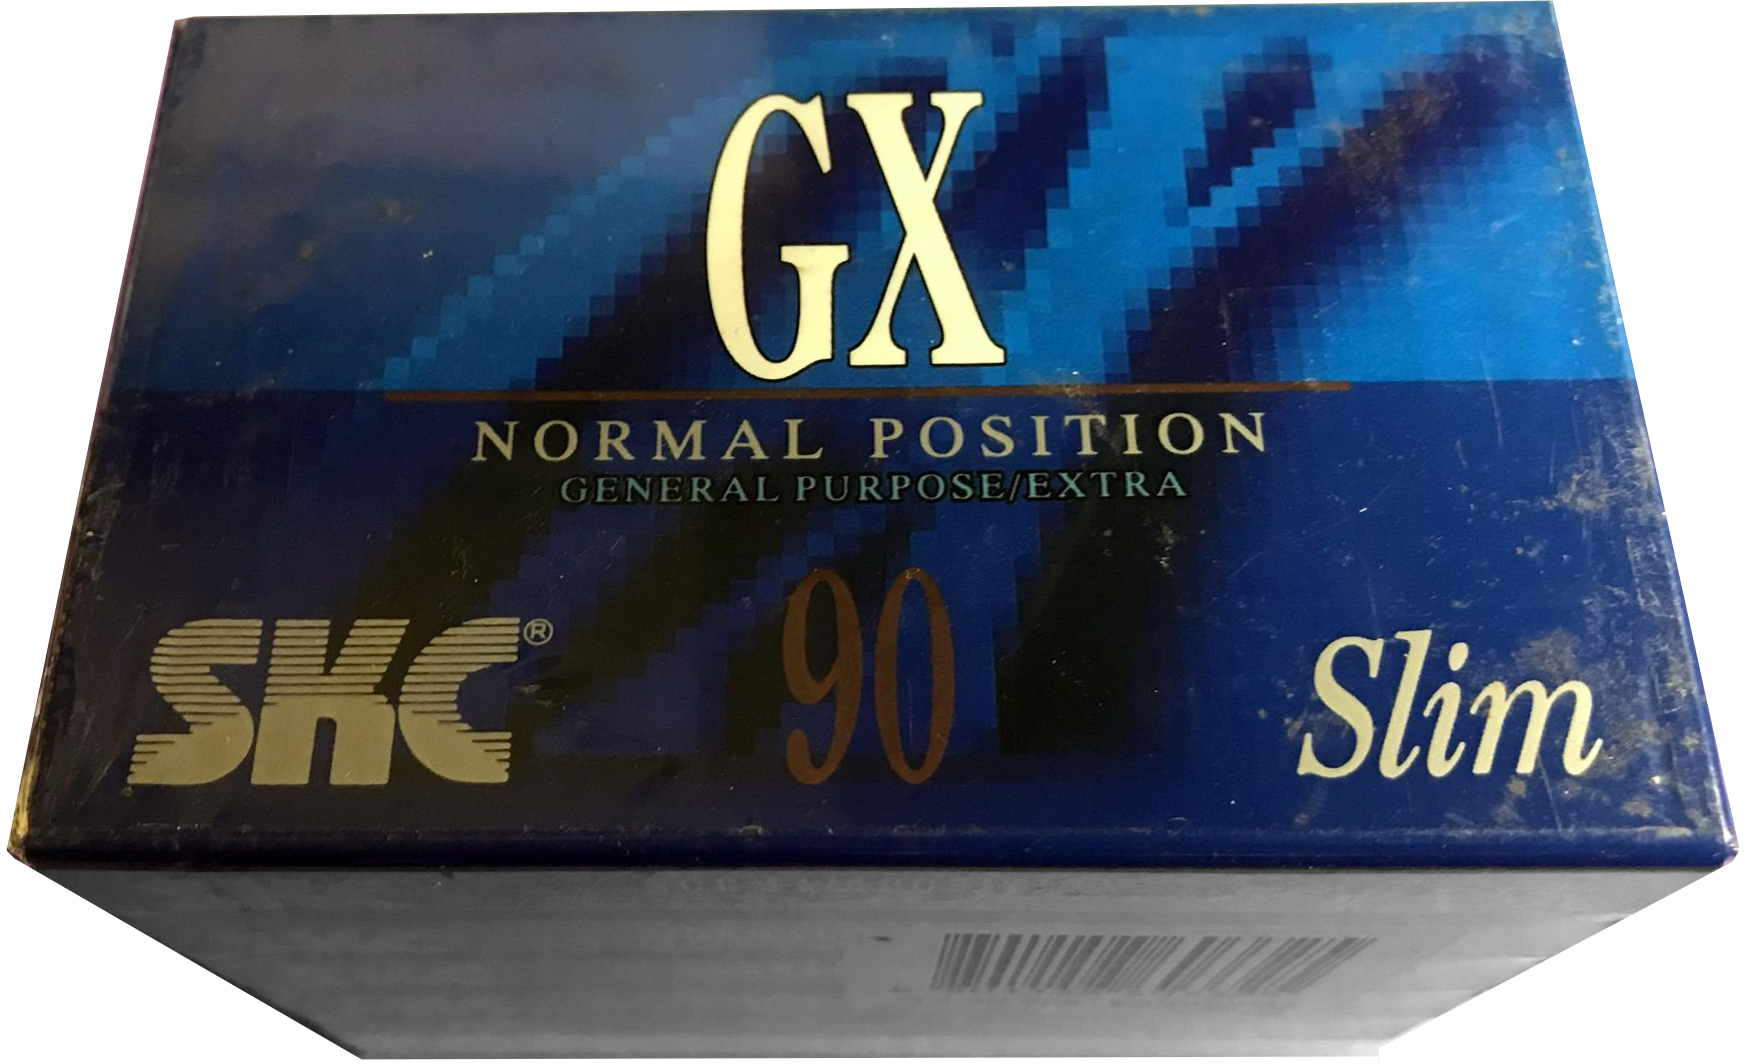 GX
NORMAL POSITION
GENERAL PURPOSE/EXTRA
SKC®
90
Slim